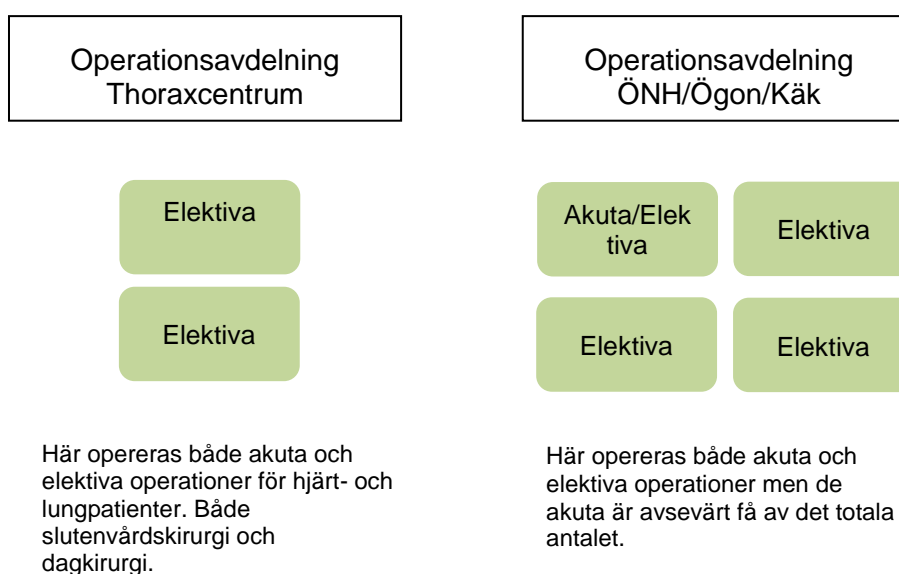 Operationsavdelning
Thoraxcentrum
Elektiva
Elektiva
Här opereras både akuta och
elektiva operationer för hjärt- och
lungpatienter. Både
slutenvårdskirurgi och
dagkirurgi.
Operationsavdelning
ÖNH/Ögon/Käk
Akuta/Elek
tiva
Elektiva
Elektiva
Elektiva
Här opereras både akuta och
elektiva operationer men de
akuta är avsevärt få av det totala
antalet.